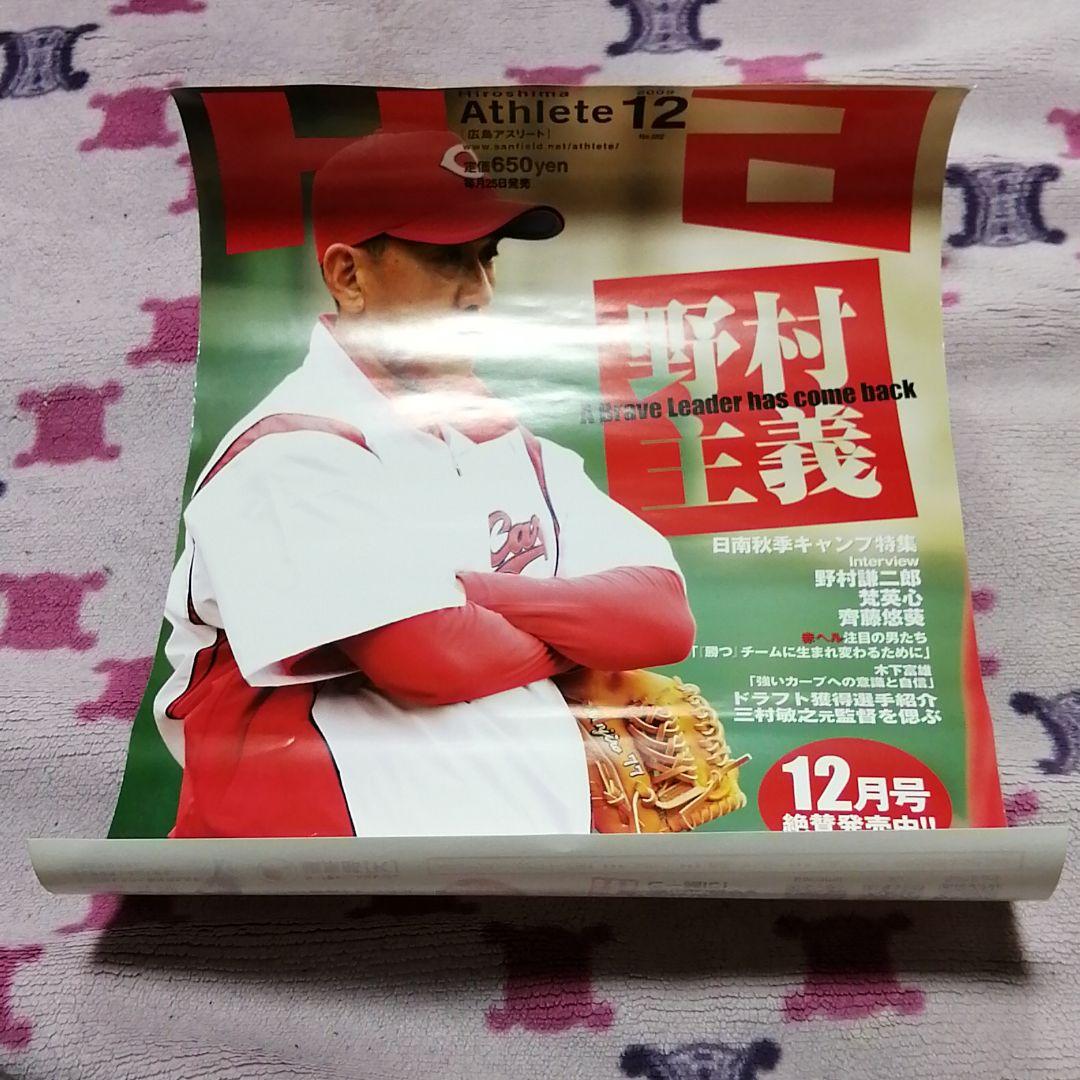 Ha
Hiroshima
Athlete
[広島アスリート]
www.sanfield.net/athlete/
2009
12
定価650yen
毎月25日発売
野村
A Brave Leader has come back
主義
日南秋季キャンプ特集
Interview
野村謙二郎
梵英心
齊藤悠葵
赤ヘル注目の男たち
「『勝つ』チームに生まれ変わるために」
木下富雄
「強いカープへの意識と自信」
ドラフト獲得選手紹介
三村敏之元監督を偲ぶ
Car
77
12月号
絶賛発売中!!